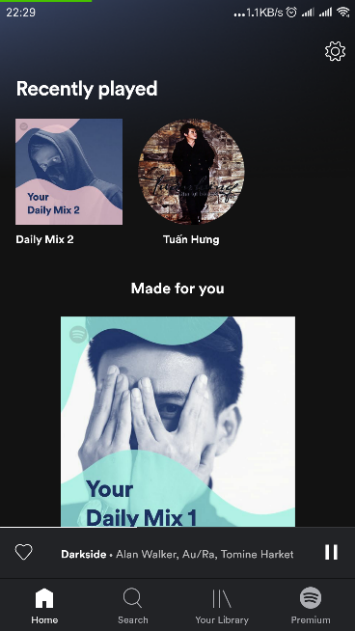 22:29
...1.1KB/s
Recently played
Your
Daily Mix 2
Daily Mix 2
Tuấn Hưng
Made for you
Your
Daily Mix 1
Darkside • Alan Walker, Au/Ra, Tomine Harket
Home
Search
Your Library
Premium